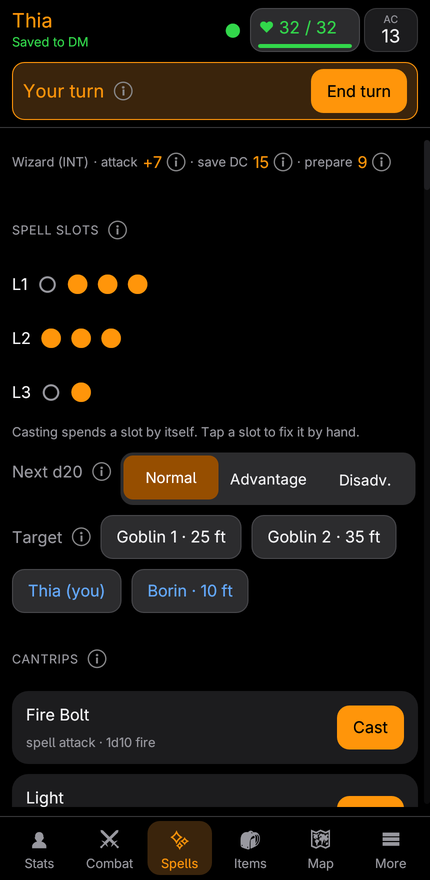 Thia
Saved to DM
32 / 32
AC
13
Your turn
End turn
Wizard (INT) · attack +7 · save DC 15 · prepare 9
SPELL SLOTS
L1
L2
L3
Casting spends a slot by itself. Tap a slot to fix it by hand.
Next d20 Normal Advantage Disadv.
Target Goblin 1 · 25 ft Goblin 2 · 35 ft
Thia (you) Borin · 10 ft
CANTRIPS
Fire Bolt
spell attack · 1d10 fire
Cast
Light
Stats Combat Spells Items Map More